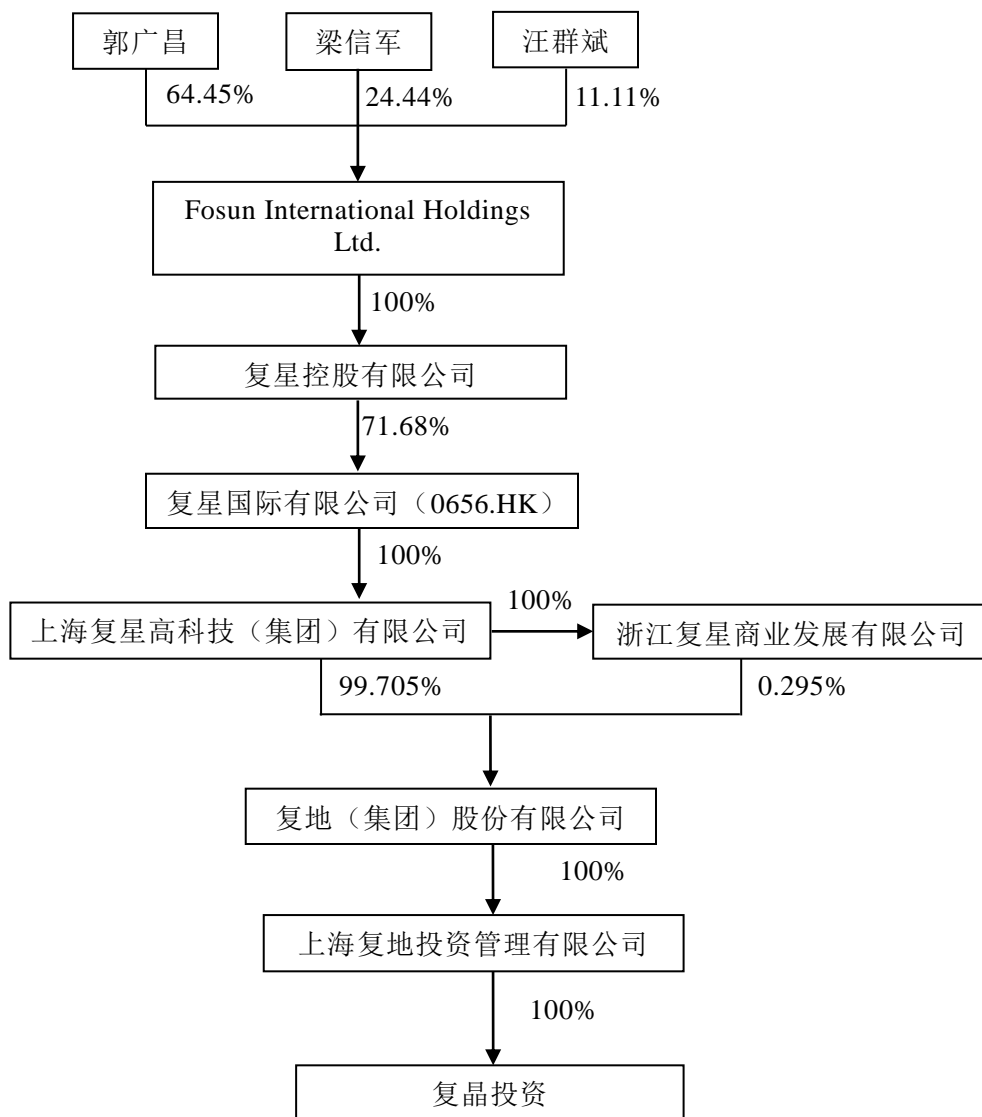 郭广昌
梁信军
汪群斌
64.45%
24.44%
11.11%
Fosun International Holdings
Ltd.
100%
复星控股有限公司
71.68%
复星国际有限公司（0656.HK）
100%
上海复星高科技（集团）有限公司
100%
浙江复星商业发展有限公司
99.705%
0.295%
复地（集团）股份有限公司
100%
上海复地投资管理有限公司
100%
复晶投资